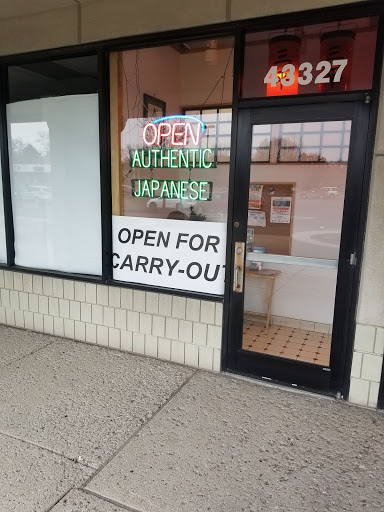 43327
OPEN
AUTHENTIC
JAPANESE
OPEN FOR
CARRY-OUT